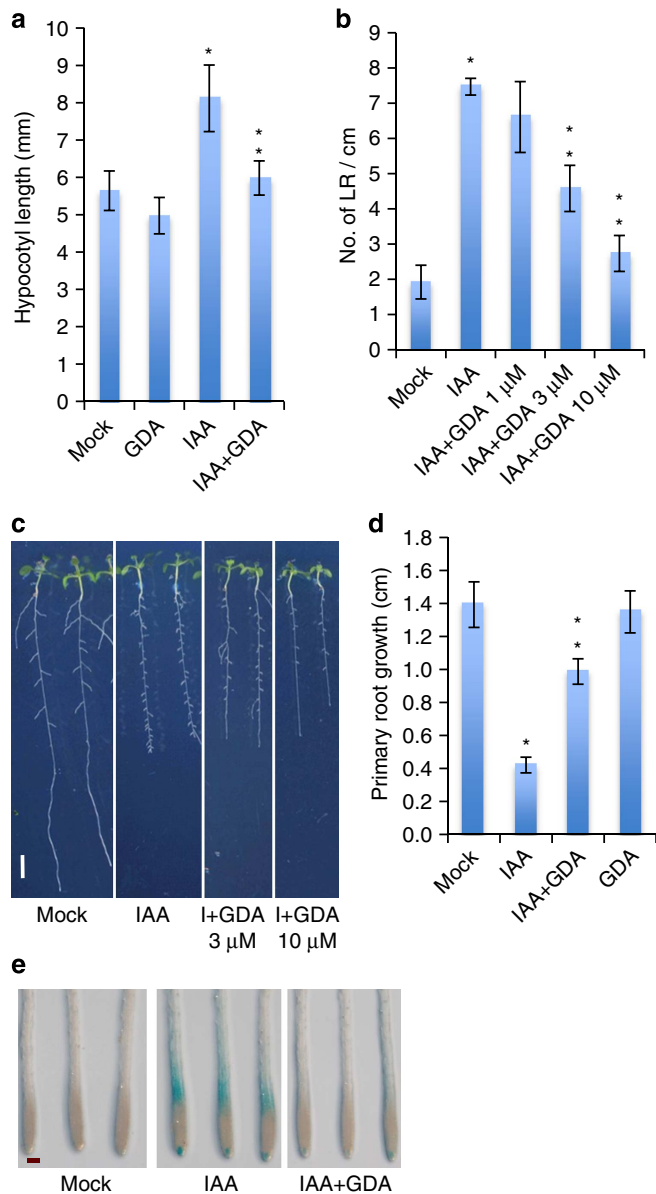 a
10
9
8
7
6
5
4
3
2
1
0
Hypocotyl length (mm)
*
*
*
Mock
GDA
IAA
IAA+GDA
b
9
8
7
6
5
4
3
2
1
0
No. of LR / cm
*
*
*
*
*
Mock
IAA
IAA+GDA 1 μM
IAA+GDA 3 μM
IAA+GDA 10 μM
c
Mock
IAA
I+GDA
3 μM
I+GDA
10 μM
d
1.8
1.6
1.4
1.2
1.0
0.8
0.6
0.4
0.2
0.0
Primary root growth (cm)
*
*
*
Mock
IAA
IAA+GDA
GDA
e
Mock
IAA
IAA+GDA